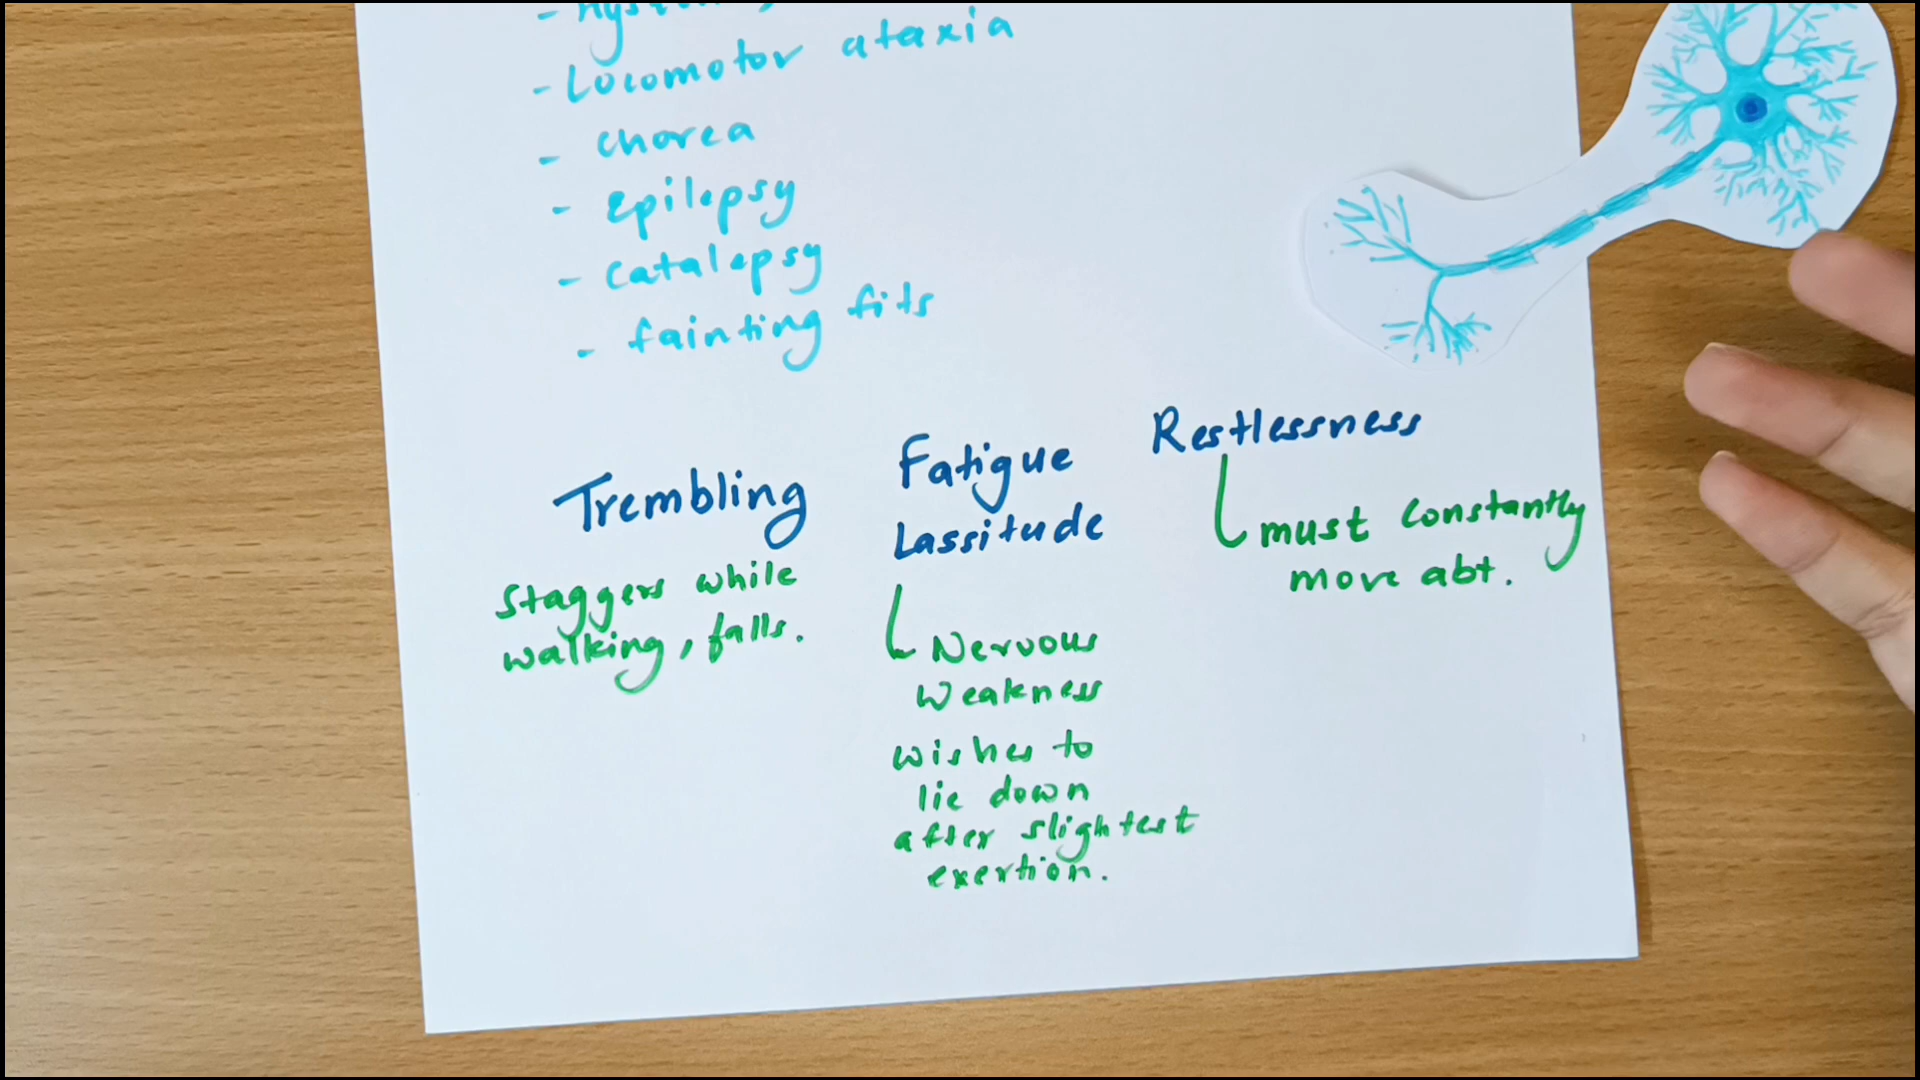 - Locomotor ataxia
- chorea
- Epilepsy
- Catalepsy
- fainting fits
Trembling
Staggers while
walking, falls.
Fatigue
Lassitude
Nervous
Weakness
wishes to
lie down
after slightest
exertion.
Restlessness
must constantly
move abt.